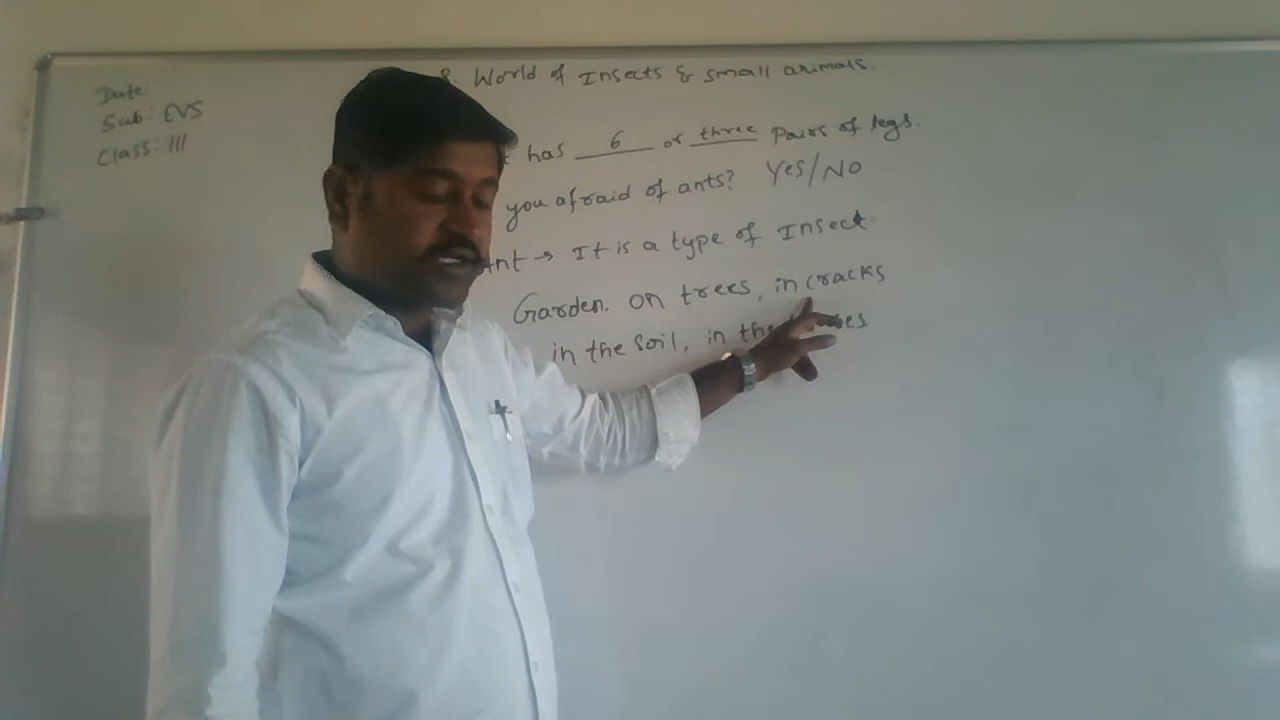 Date
Sub: EVS
Class: III
8. World of Insects & small animals.
has 6 or three Pairs of legs.
you afraid of ants? Yes/No
Ant → It is a type of Insect
Garden. on trees, in cracks
in the soil, in the